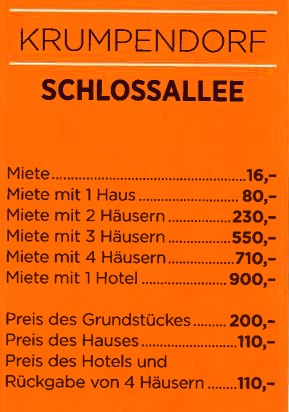 KRUMPENDORF
SCHLOSSALLEE
Miete....................................................16,–
Miete mit 1 Haus............................80,–
Miete mit 2 Häusern.................230,–
Miete mit 3 Häusern.................550,–
Miete mit 4 Häusern.................710,–
Miete mit 1 Hotel........................900,–
Preis des Grundstückes.........200,–
Preis des Hauses.........................110,–
Preis des Hotels und
Rückgabe von 4 Häusern.......110,–